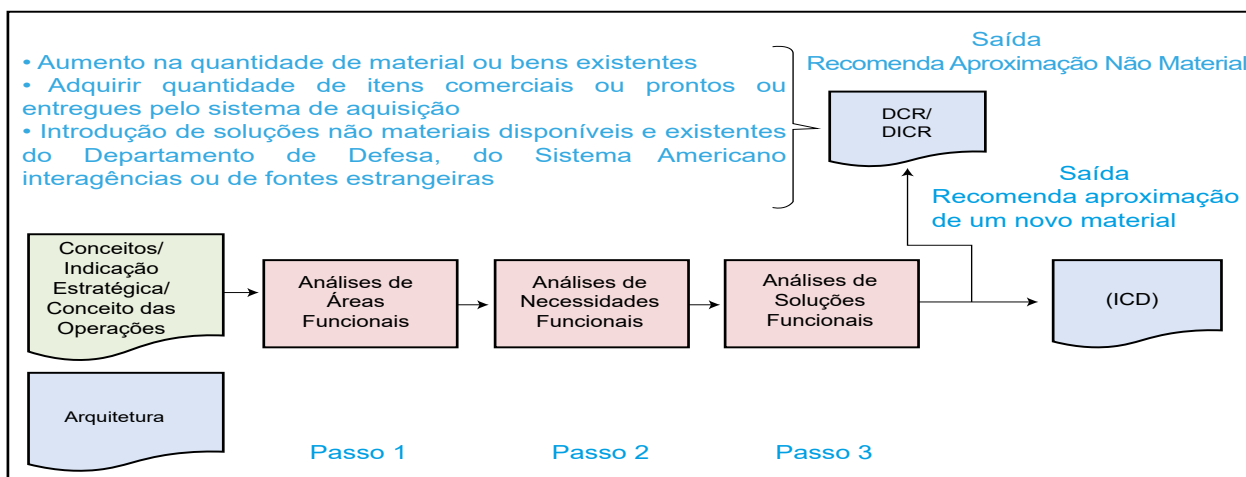 • Aumento na quantidade de material ou bens existentes
• Adquirir quantidade de itens comerciais ou prontos ou
entregues pelo sistema de aquisição
• Introdução de soluções não materiais disponíveis e existentes
do Departamento de Defesa, do Sistema Americano
interagências ou de fontes estrangeiras
Saída
Recomenda Aproximação Não Material
DCR/
DICR
Saída
Recomenda aproximação
de um novo material
Conceitos/
Indicação
Estratégica/
Conceito das
Operações
Análises de
Áreas
Funcionais
Análises de
Necessidades
Funcionais
Análises de
Soluções
Funcionais
(ICD)
Arquitetura
Passo 1
Passo 2
Passo 3